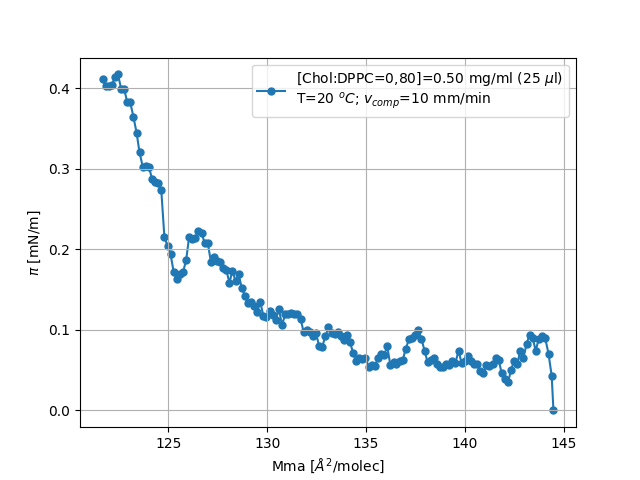 [Chol:DPPC=0,80]=0.50 mg/ml (25 μl)
T=20 °C; v_comp=10 mm/min
0.4
0.3
0.2
0.1
0.0
π [mN/m]
125 130 135 140 145
Mma [Å²/molec]